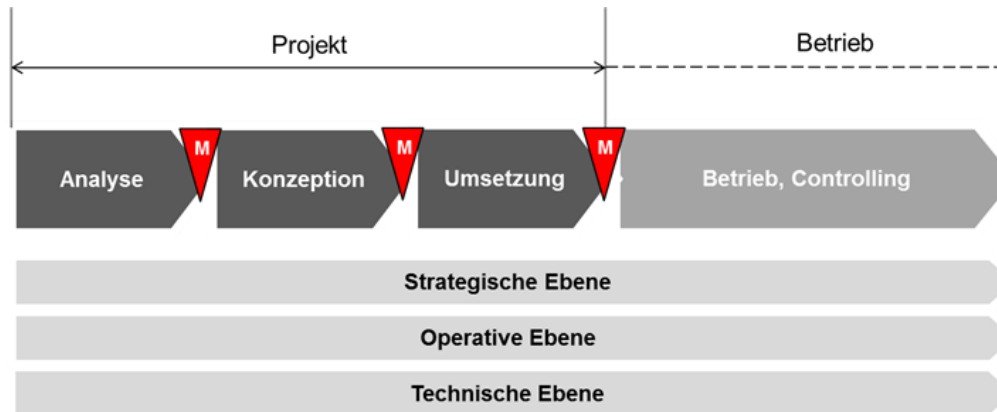 Projekt
Betrieb
M
M
M
Analyse
Konzeption
Umsetzung
Betrieb, Controlling
Strategische Ebene
Operative Ebene
Technische Ebene